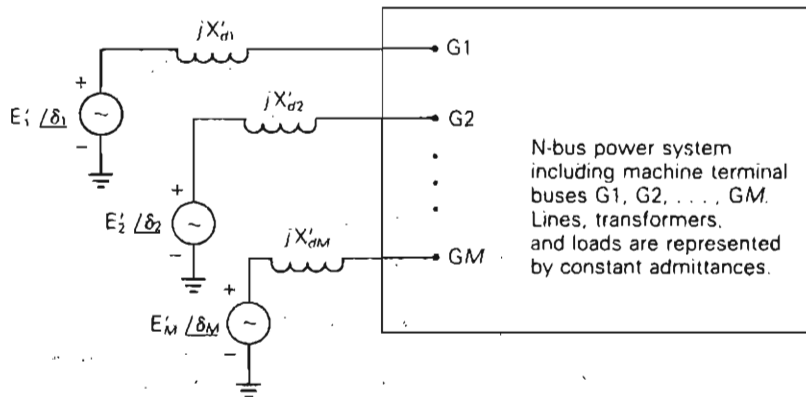 jX'd1
G1
+
E'1 /δ1
~
−
jX'd2
G2
+
E'2 /δ2
~
−
jX'dM
GM
+
E'M /δM
~
−
N-bus power system
including machine terminal
buses G1, G2, . . . , GM.
Lines, transformers,
and loads are represented
by constant admittances.